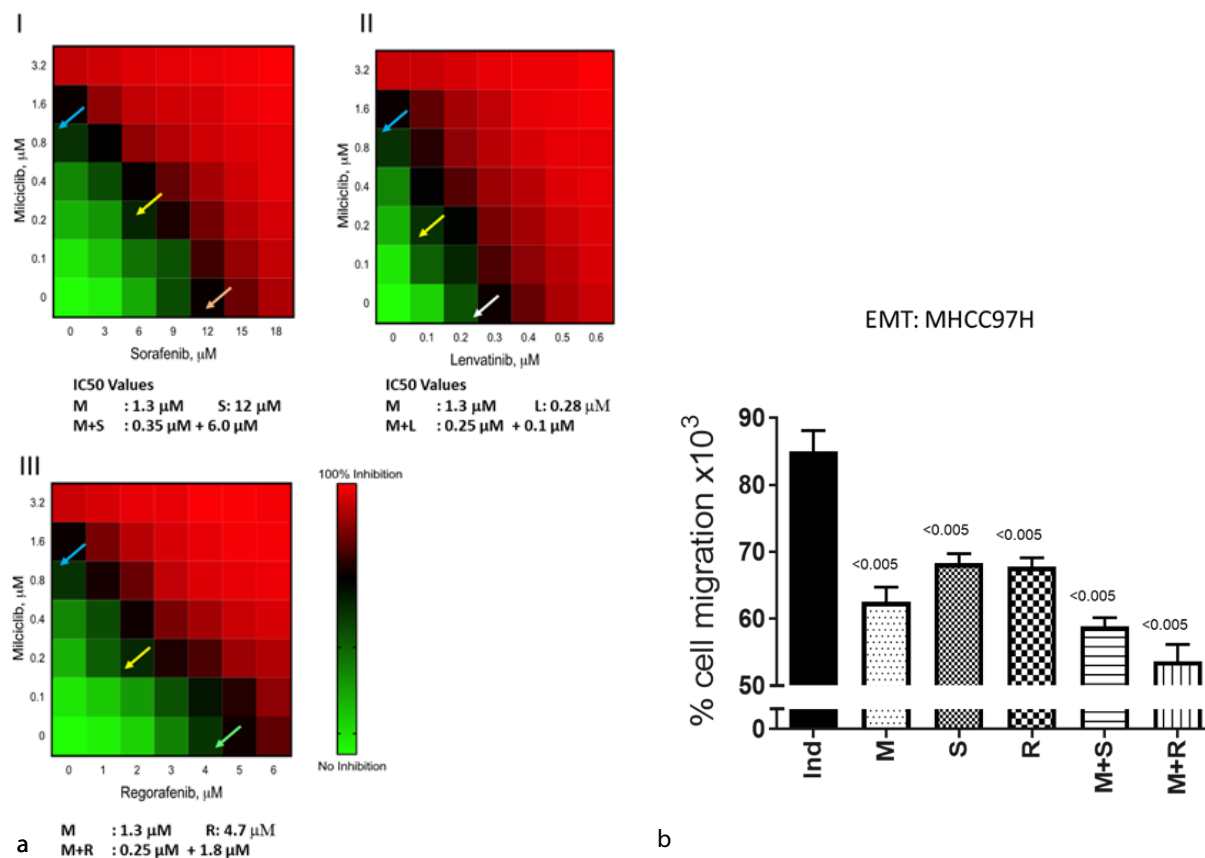 I
Milciclib, μM
3.2
1.6
0.8
0.4
0.2
0.1
0
0 3 6 9 12 15 18
Sorafenib, μM
IC50 Values
M : 1.3 μM S: 12 μM
M+S : 0.35 μM + 6.0 μM
II
Milciclib, μM
3.2
1.6
0.8
0.4
0.2
0.1
0
0 0.1 0.2 0.3 0.4 0.5 0.6
Lenvatinib, μM
IC50 Values
M : 1.3 μM L: 0.28 μM
M+L : 0.25 μM + 0.1 μM
III
Milciclib, μM
3.2
1.6
0.8
0.4
0.2
0.1
0
0 1 2 3 4 5 6
Regorafenib, μM
100% Inhibition
No Inhibition
M : 1.3 μM R: 4.7 μM
M+R : 0.25 μM + 1.8 μM
a
EMT: MHCC97H
% cell migration x10³
90
80
70
60
50
0
<0.005
<0.005
<0.005
<0.005
<0.005
Ind M S R M+S M+R
b